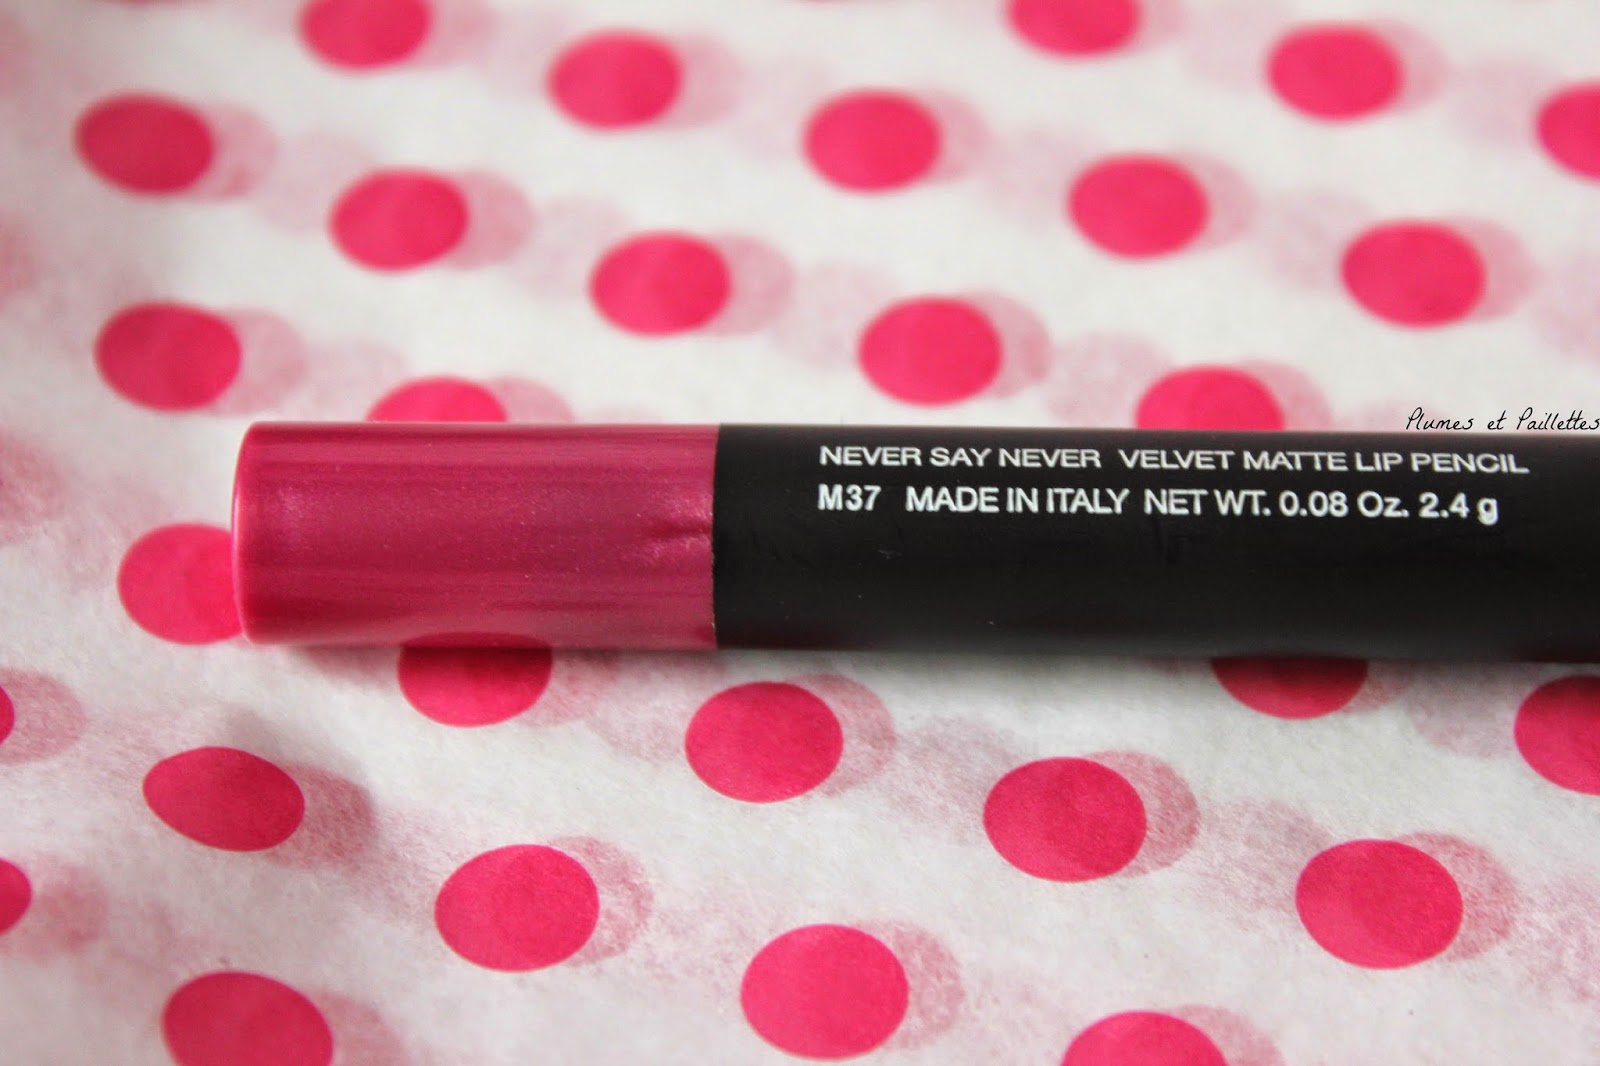 Plumes et Paillettes
NEVER SAY NEVER VELVET MATTE LIP PENCIL
M37 MADE IN ITALY NET WT. 0.08 Oz. 2.4 g